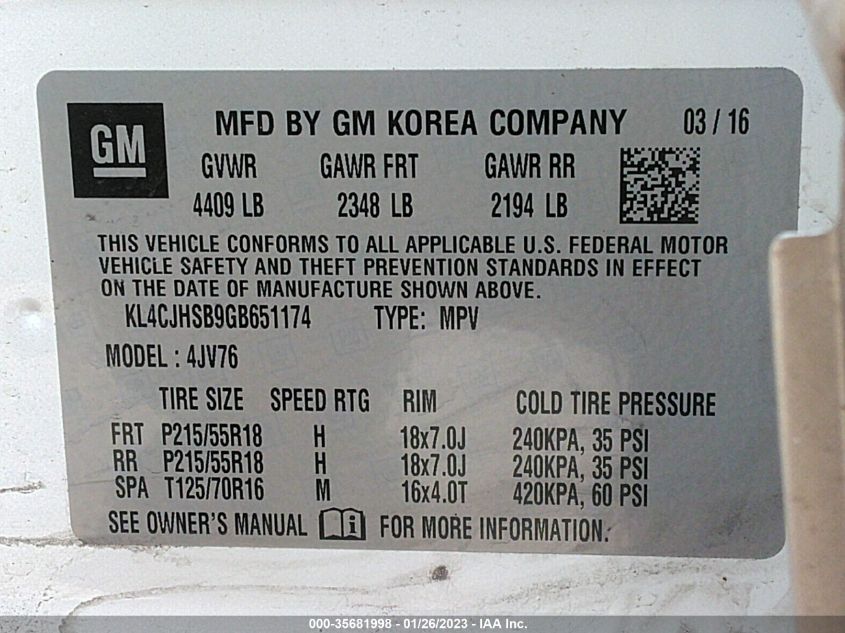 GM MFD BY GM KOREA COMPANY 03 / 16
GVWR GAWR FRT GAWR RR
4409 LB 2348 LB 2194 LB
THIS VEHICLE CONFORMS TO ALL APPLICABLE U.S. FEDERAL MOTOR
VEHICLE SAFETY AND THEFT PREVENTION STANDARDS IN EFFECT
ON THE DATE OF MANUFACTURE SHOWN ABOVE.
KL4CJHSB9GB651174 TYPE: MPV
MODEL : 4JV76
TIRE SIZE SPEED RTG RIM COLD TIRE PRESSURE
FRT P215/55R18 H 18x7.0J 240KPA, 35 PSI
RR P215/55R18 H 18x7.0J 240KPA, 35 PSI
SPA T125/70R16 M 16x4.0T 420KPA, 60 PSI
SEE OWNER'S MANUAL FOR MORE INFORMATION.
000-35681998 / 01/26/2023 - IAA Inc.